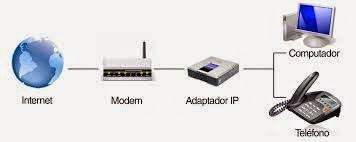 Computador
Internet
Modem
Adaptador IP
Teléfono